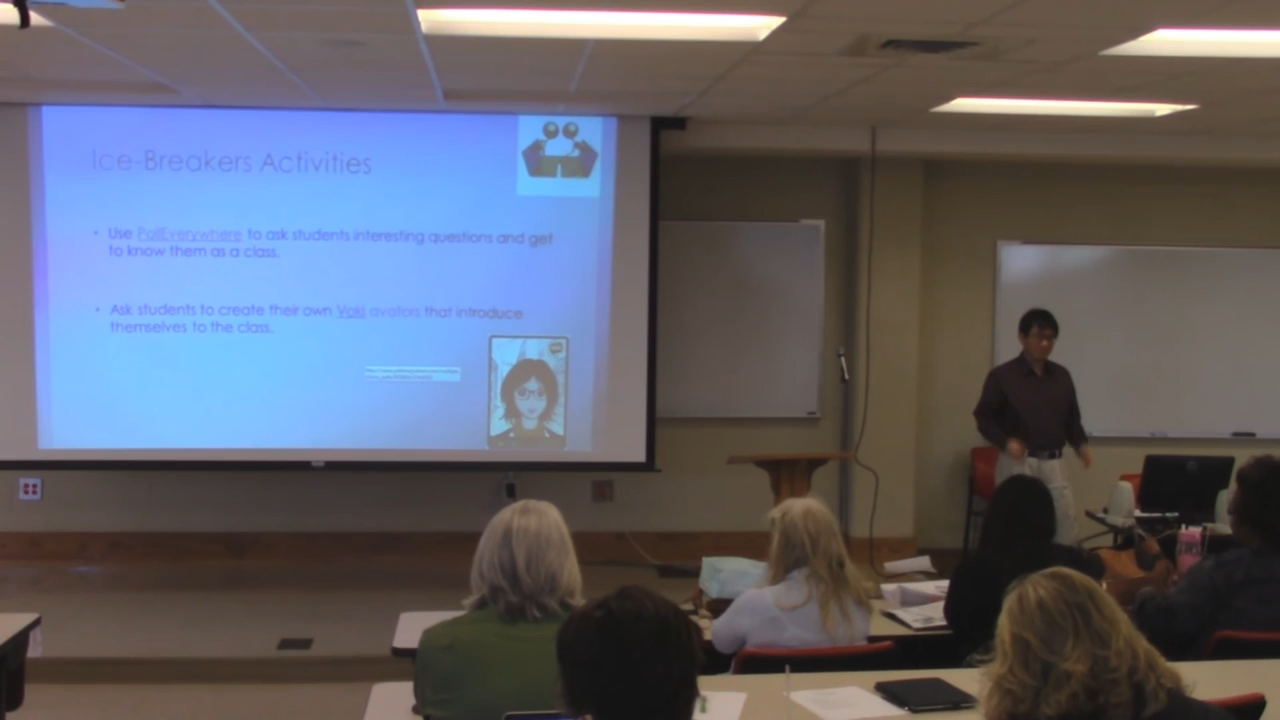 Ice-Breakers Activities
• Use PollEverywhere to ask students interesting questions and get
to know them as a class.
• Ask students to create their own Voki avatars that introduce
themselves to the class.